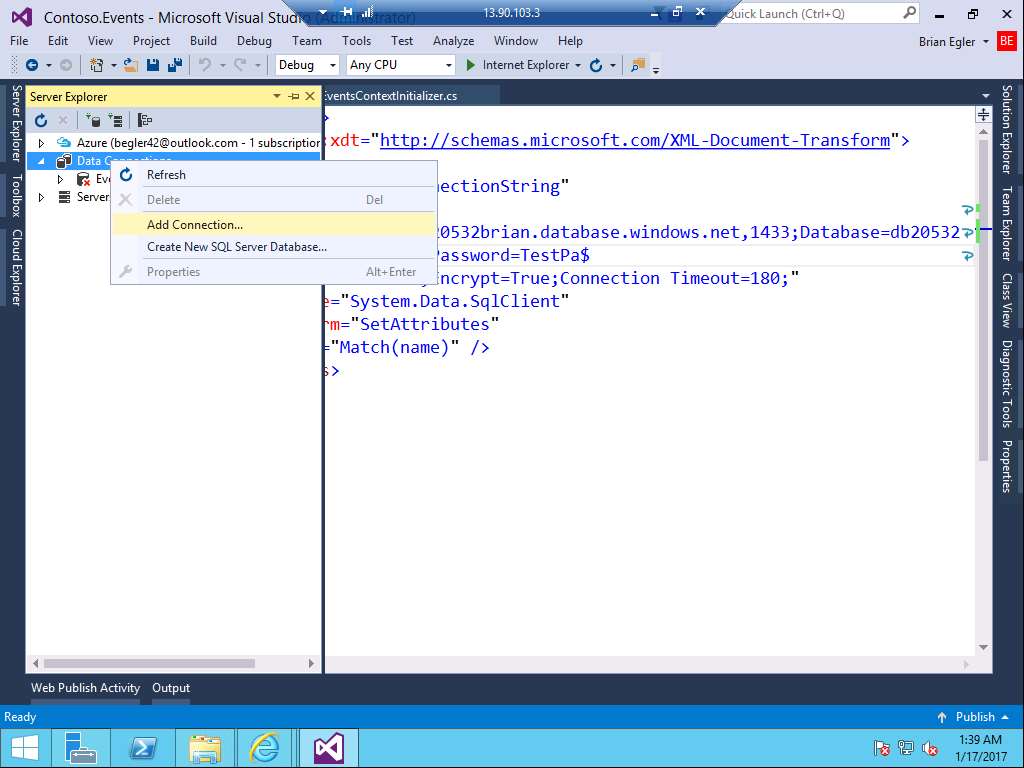 Contoso.Events - Microsoft Visual Studio (Administrator)
13.90.103.3
Quick Launch (Ctrl+Q)
File Edit View Project Build Debug Team Tools Test Analyze Window Help
Brian Egler
BE
Debug
Any CPU
Internet Explorer
Server Explorer
Toolbox
Cloud Explorer
Server Explorer
Azure (begler42@outlook.com - 1 subscription
Data Connections
Server
Refresh
Delete Del
Add Connection...
Create New SQL Server Database...
Properties Alt+Enter
EventsContextInitializer.cs
>
:xdt="http://schemas.microsoft.com/XML-Document-Transform">
nectionString"
20532brian.database.windows.net,1433;Database=db20532
Password=TestPa$
Encrypt=True;Connection Timeout=180;"
e="System.Data.SqlClient"
rm="SetAttributes"
="Match(name)" />
s>
Solution Explorer
Team Explorer
Class View
Diagnostic Tools
Properties
Web Publish Activity Output
Ready
Publish
1:39 AM
1/17/2017